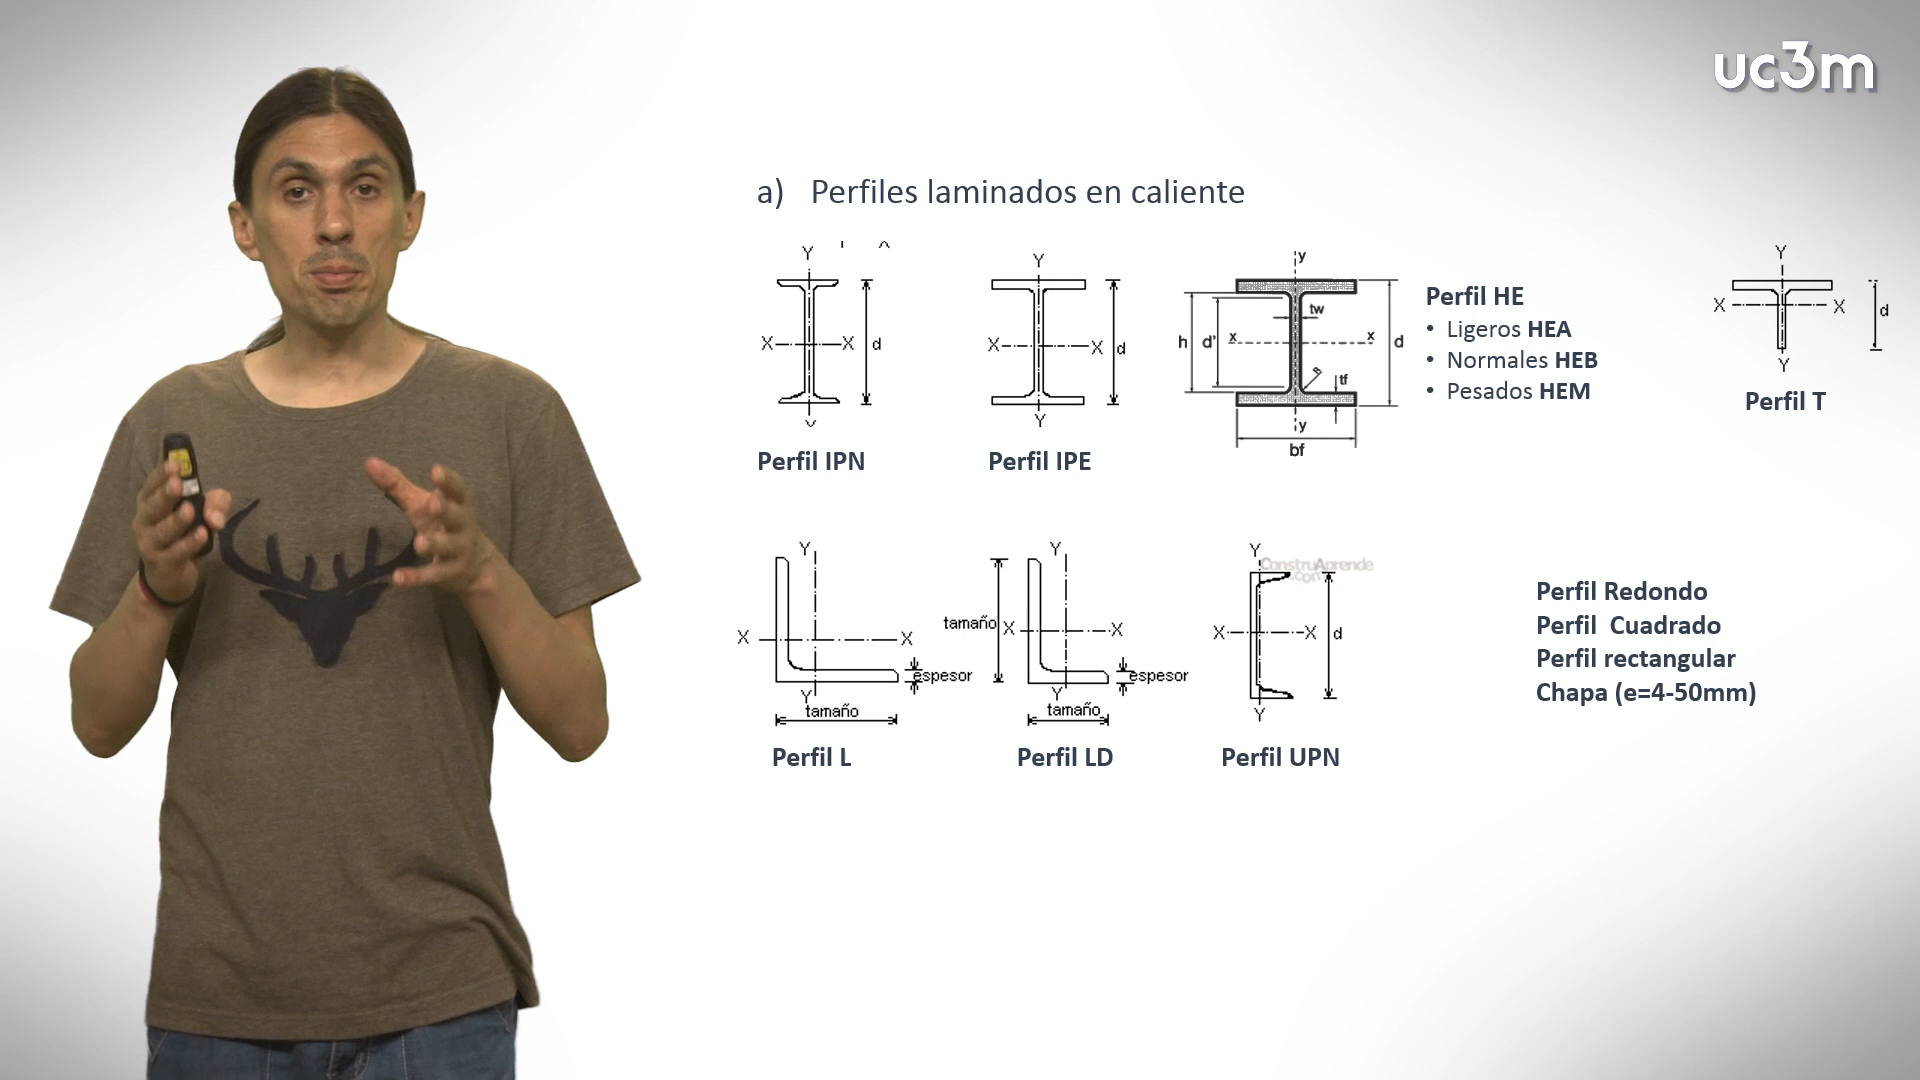 uc3m
a) Perfiles laminados en caliente
Y
X X d
Y
Perfil IPN
Y
X X d
Y
Perfil IPE
y
tw
h d' x x d
R
tf
y
bf
Perfil HE
• Ligeros HEA
• Normales HEB
• Pesados HEM
Y
X X d
Y
Perfil T
Y
X X
espesor
Y
tamaño
Perfil L
Y
tamaño X X
espesor
Y
tamaño
Perfil LD
Y
ConstruAprende
.com
X X d
Y
Perfil UPN
Perfil Redondo
Perfil Cuadrado
Perfil rectangular
Chapa (e=4-50mm)